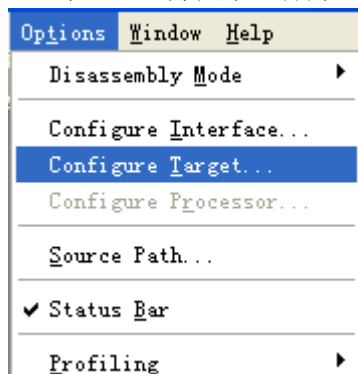 Options Window Help
Disassembly Mode
Configure Interface...
Configure Target...
Configure Processor...
Source Path...
Status Bar
Profiling